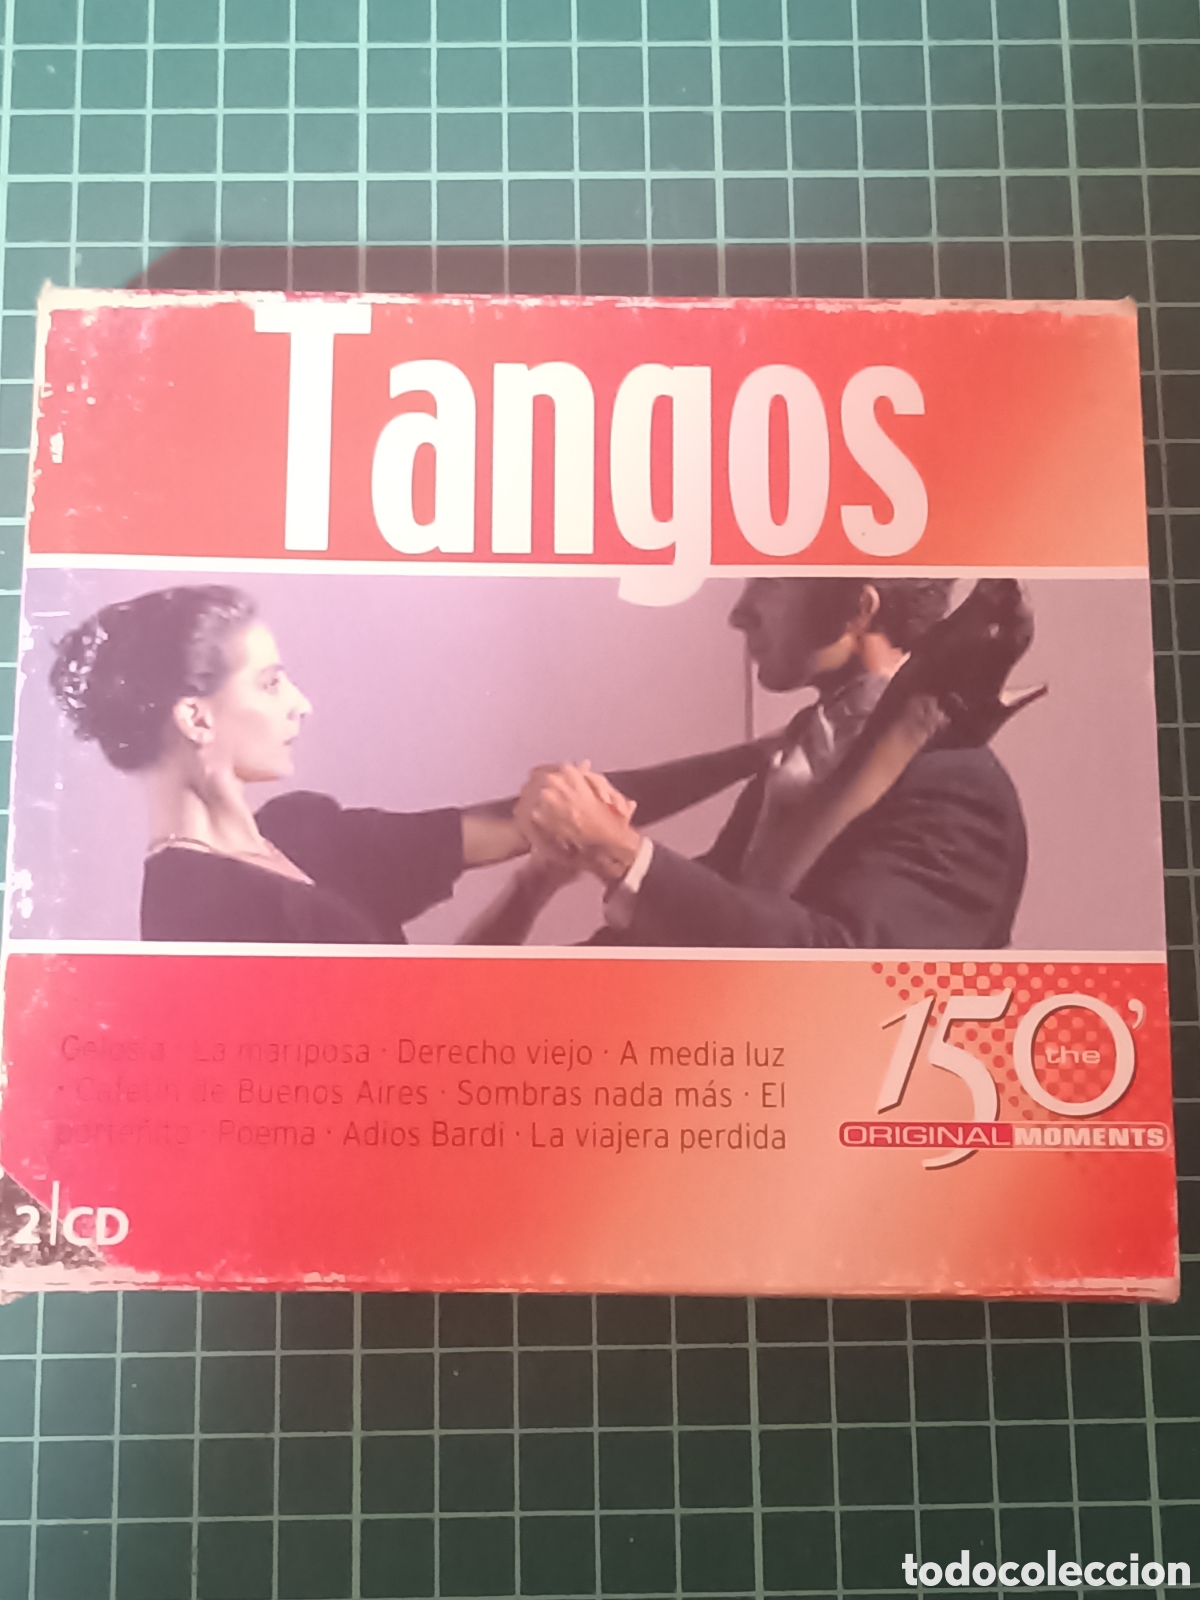 Tangos
Gelosia · La mariposa · Derecho viejo · A media luz
· Cafetín de Buenos Aires · Sombras nada más · El
porteñito · Poema · Adios Bardi · La viajera perdida
150'
the
ORIGINAL MOMENTS
2 | CD
todocoleccion